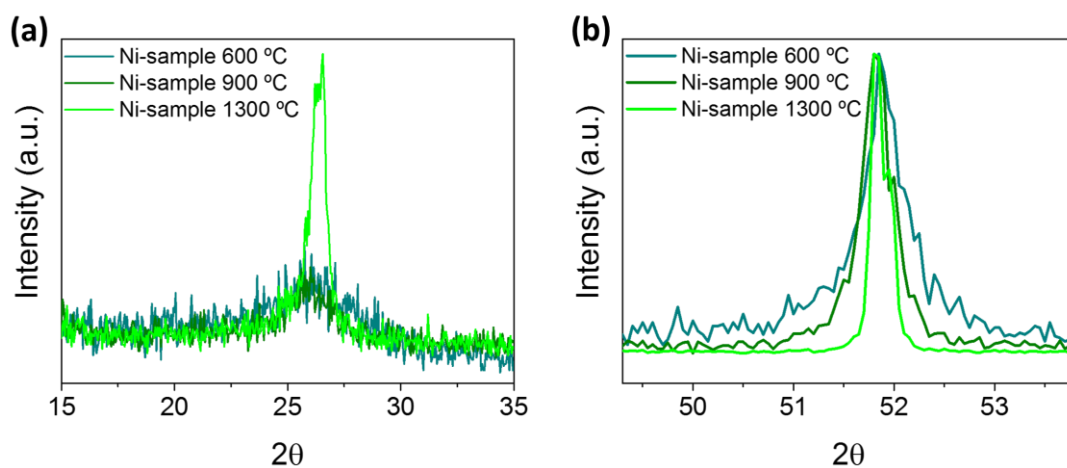 (a)
Ni-sample 600 ºC
Ni-sample 900 ºC
Ni-sample 1300 ºC
Intensity (a.u.)
15 20 25 30 35
2θ
(b)
Ni-sample 600 ºC
Ni-sample 900 ºC
Ni-sample 1300 ºC
Intensity (a.u.)
50 51 52 53
2θ